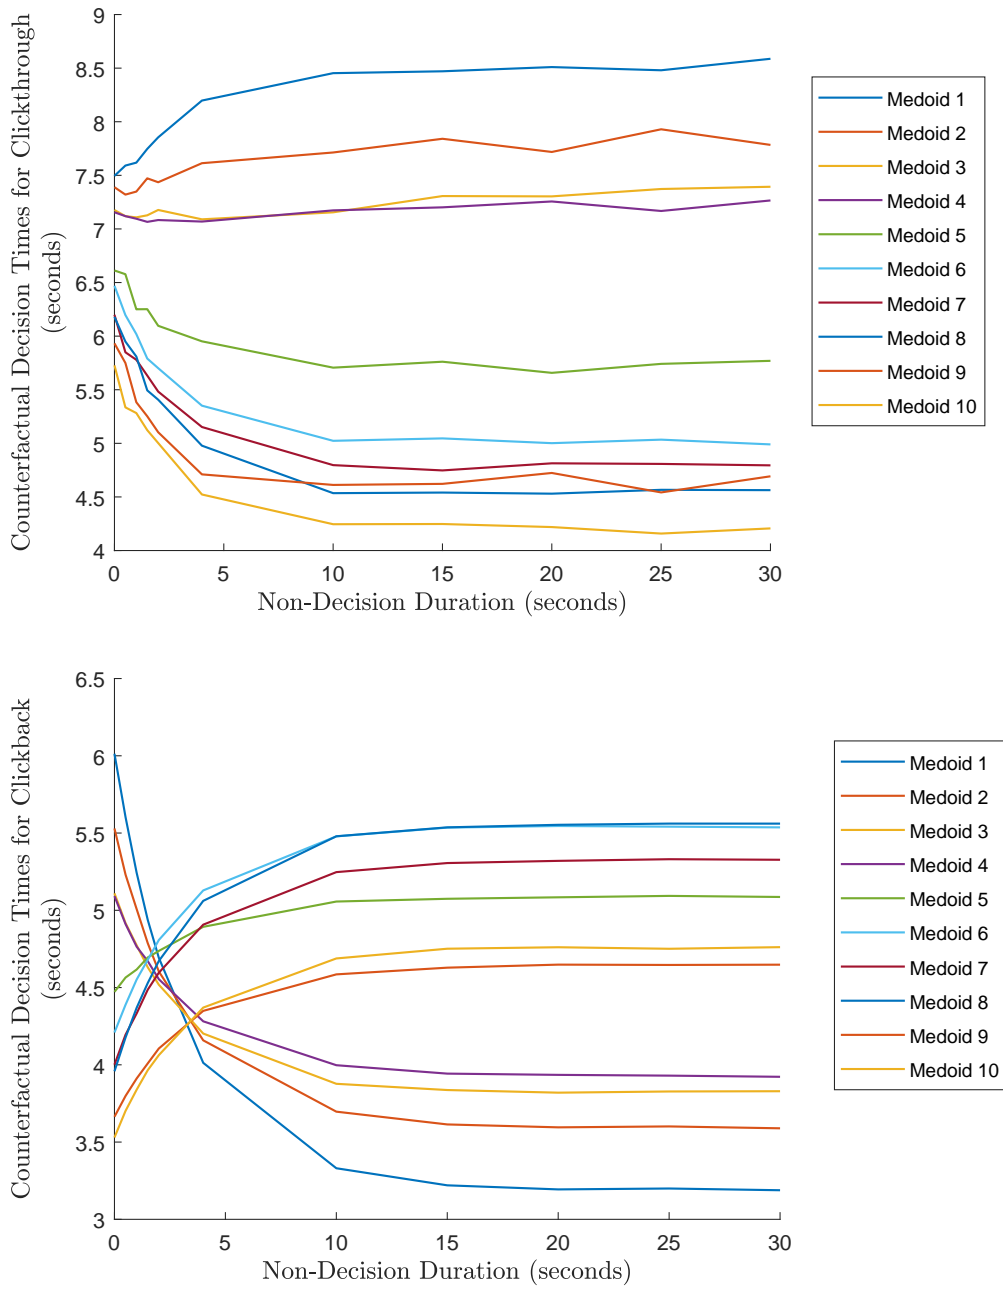 Counterfactual Decision Times for Clickthrough
(seconds)
9
8.5
8
7.5
7
6.5
6
5.5
5
4.5
4
0 5 10 15 20 25 30
Non-Decision Duration (seconds)
Medoid 1
Medoid 2
Medoid 3
Medoid 4
Medoid 5
Medoid 6
Medoid 7
Medoid 8
Medoid 9
Medoid 10
Counterfactual Decision Times for Clickback
(seconds)
6.5
6
5.5
5
4.5
4
3.5
3
0 5 10 15 20 25 30
Non-Decision Duration (seconds)
Medoid 1
Medoid 2
Medoid 3
Medoid 4
Medoid 5
Medoid 6
Medoid 7
Medoid 8
Medoid 9
Medoid 10